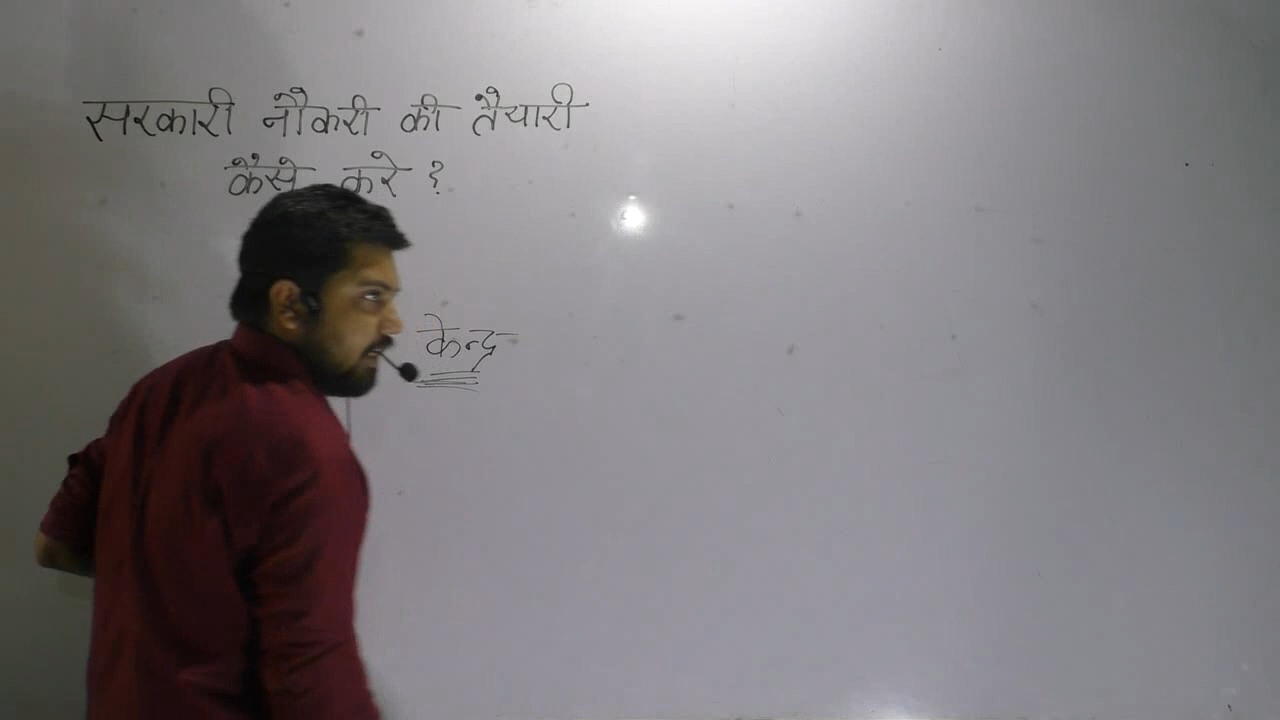 सरकारी नौकरी की तैयारी
कैसे करे ?
केन्द्र